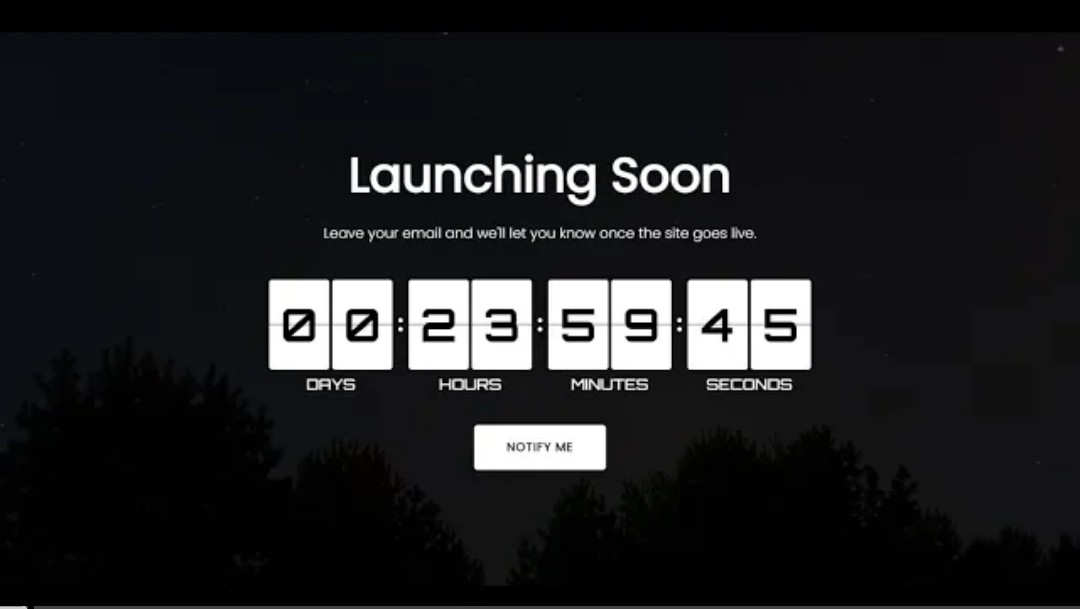 Launching Soon
Leave your email and we'll let you know once the site goes live.
00:23:59:45
DAYS HOURS MINUTES SECONDS
NOTIFY ME